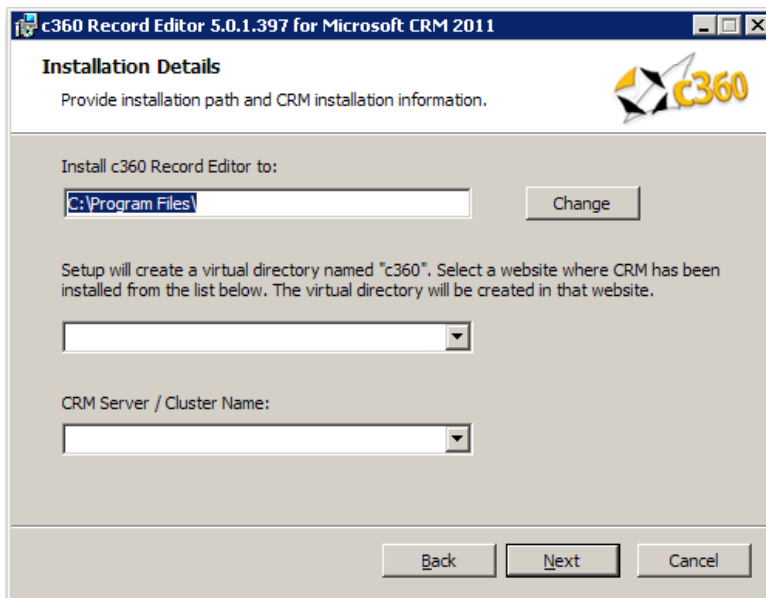 c360 Record Editor 5.0.1.397 for Microsoft CRM 2011
Installation Details
Provide installation path and CRM installation information.
c360
Install c360 Record Editor to:
C:\Program Files\
Change
Setup will create a virtual directory named "c360". Select a website where CRM has been
installed from the list below. The virtual directory will be created in that website.
CRM Server / Cluster Name:
Back
Next
Cancel